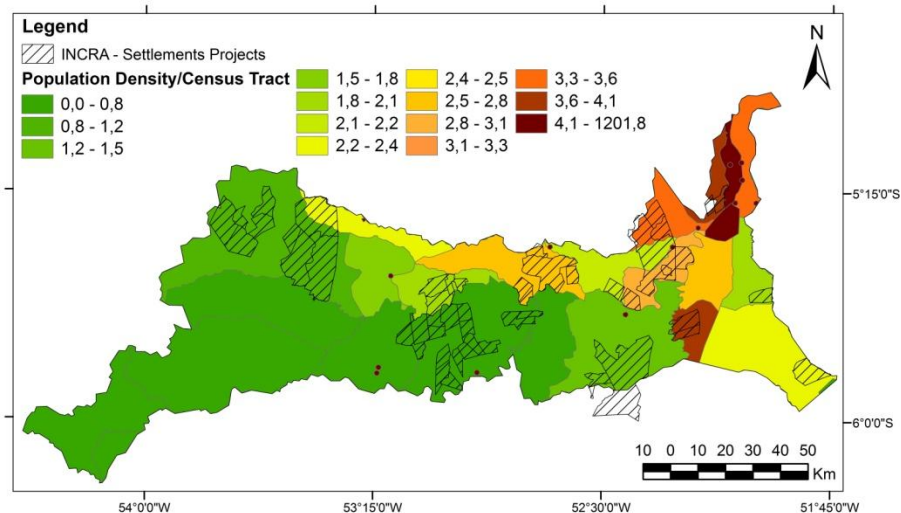 Legend
INCRA - Settlements Projects
Population Density/Census Tract
0,0 - 0,8
0,8 - 1,2
1,2 - 1,5
1,5 - 1,8
1,8 - 2,1
2,1 - 2,2
2,2 - 2,4
2,4 - 2,5
2,5 - 2,8
2,8 - 3,1
3,1 - 3,3
3,3 - 3,6
3,6 - 4,1
4,1 - 1201,8
N
5°15'0"S
6°0'0"S
10 0 10 20 30 40 50
Km
54°0'0"W 53°15'0"W 52°30'0"W 51°45'0"W